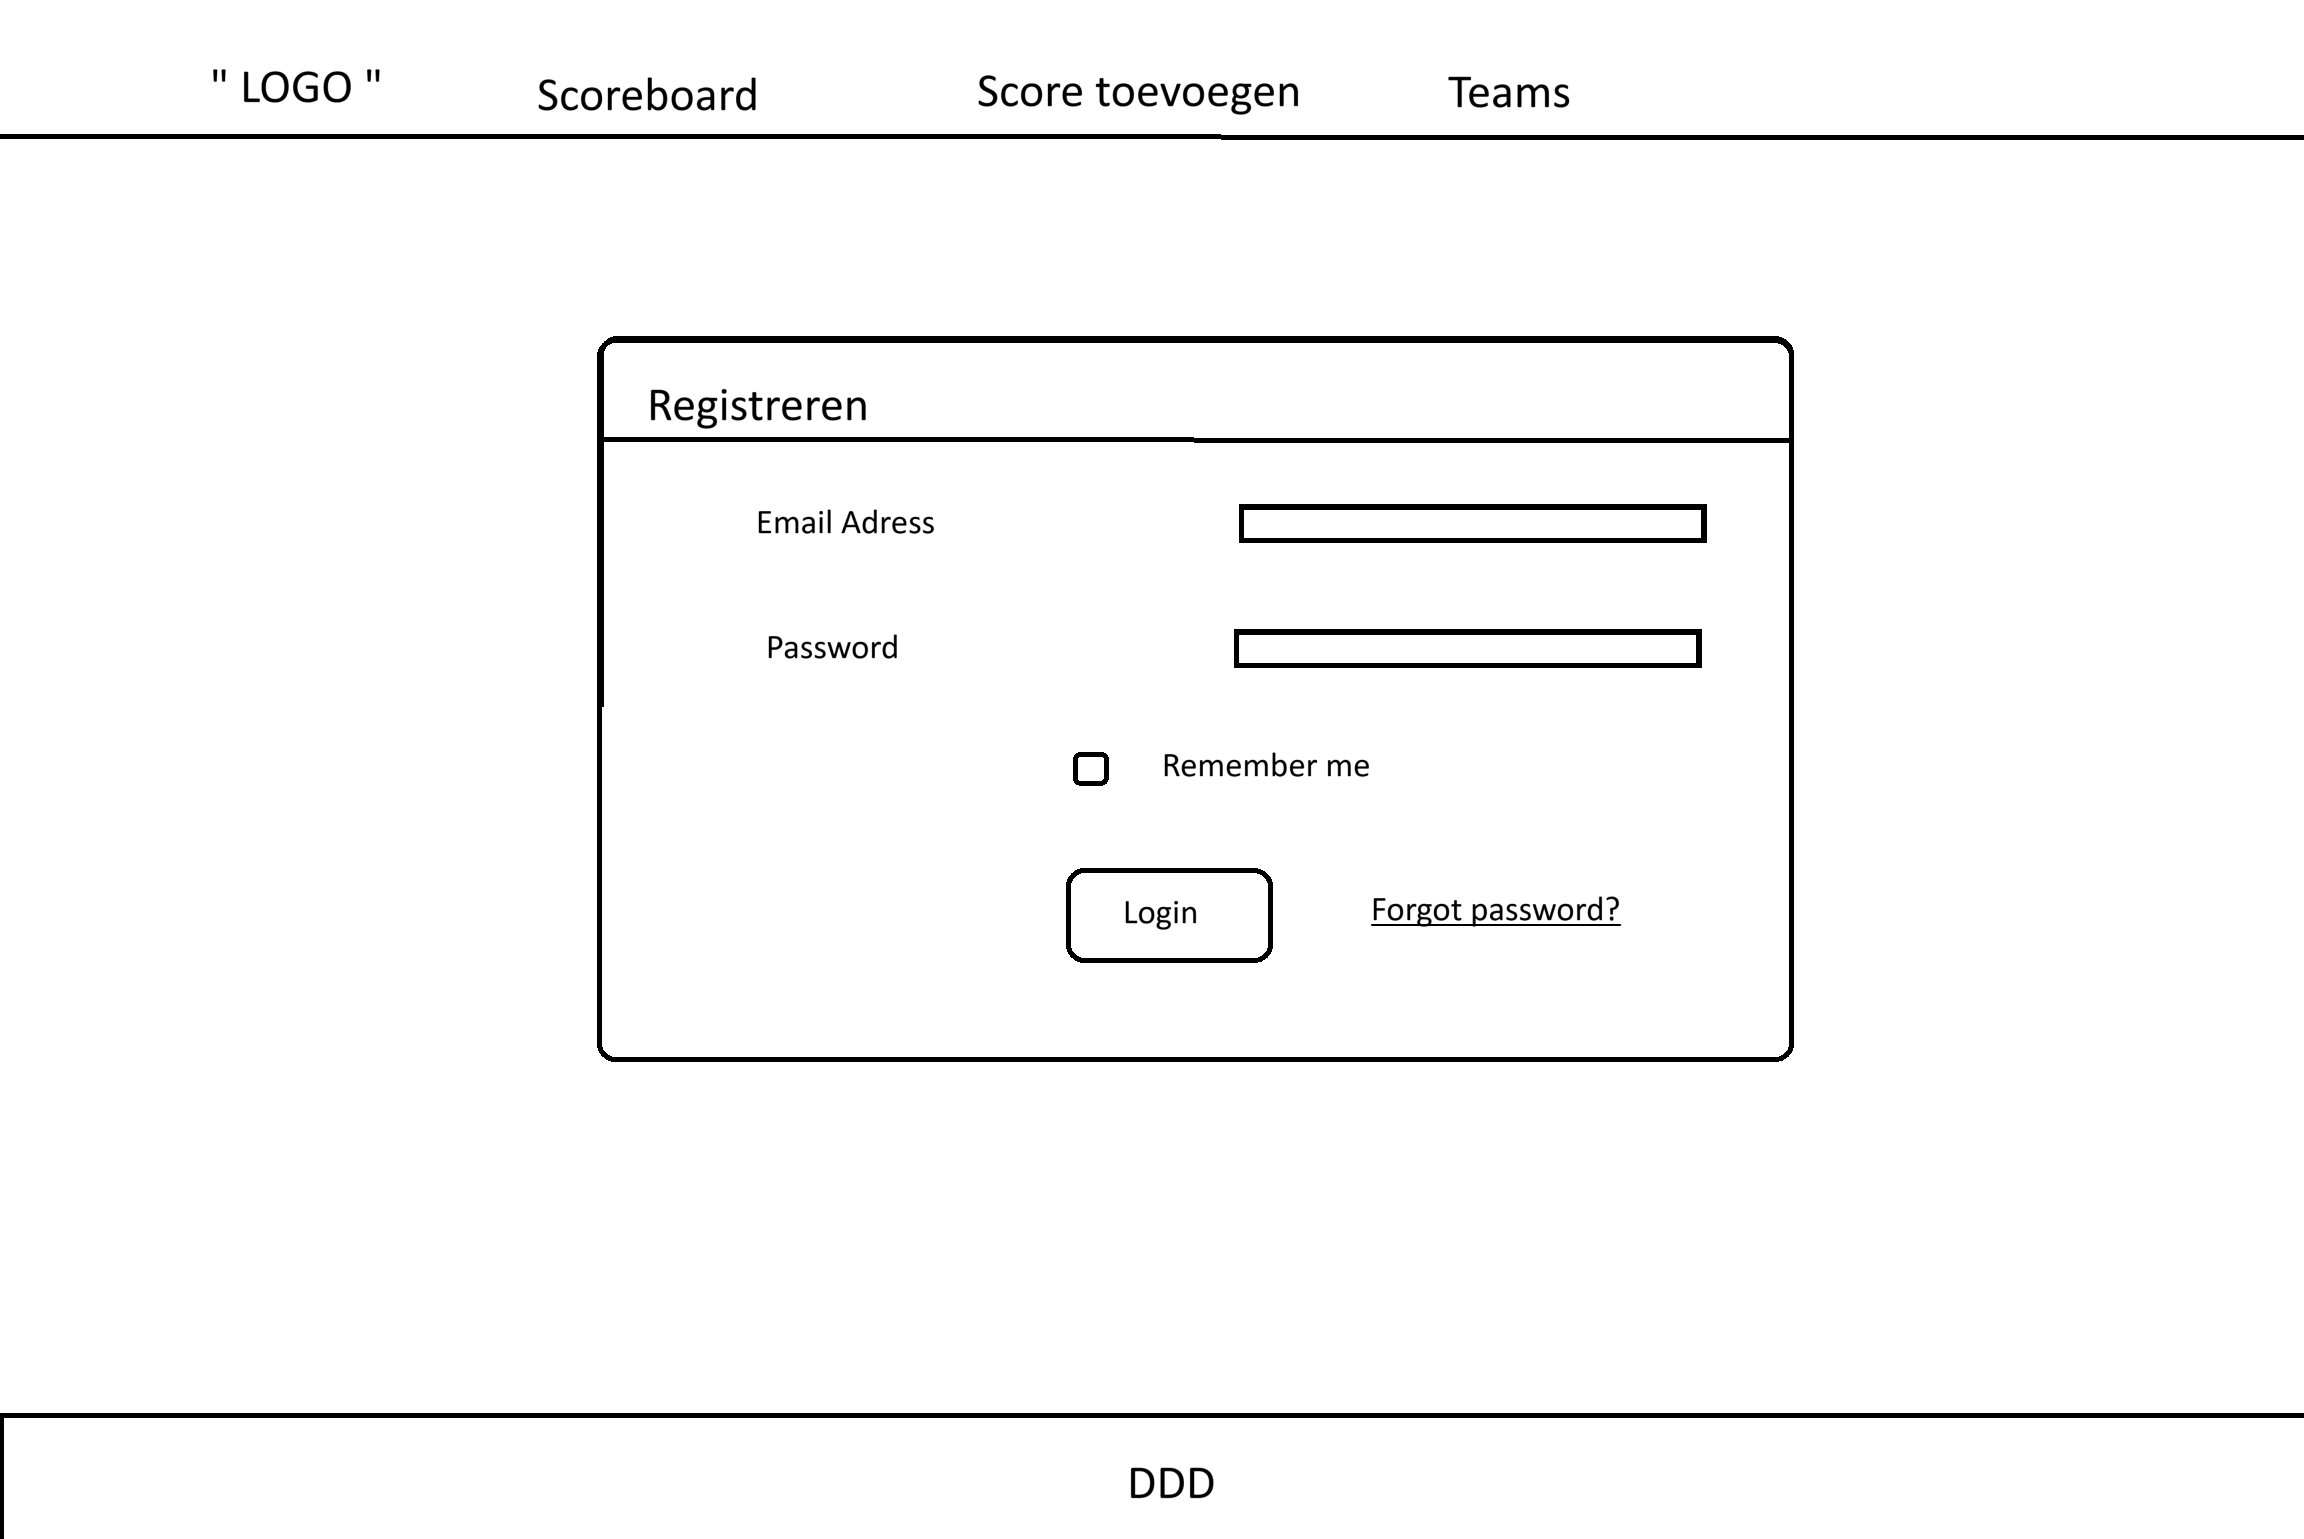 " LOGO "
Scoreboard
Score toevoegen
Teams
Registreren
Email Adress
Password
Remember me
Login
Forgot password?
DDD